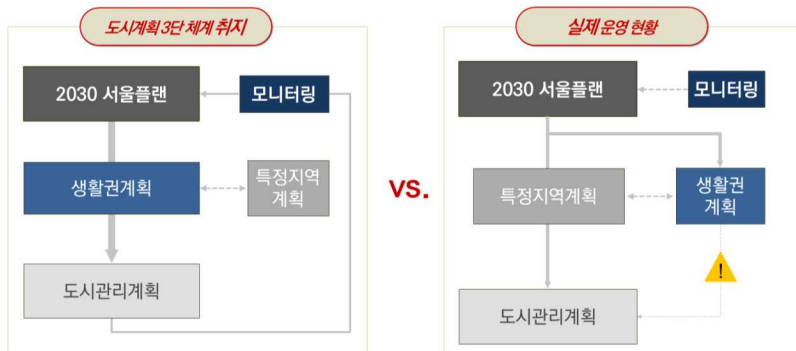 도시계획 3단 체계 취지
2030 서울플랜
모니터링
생활권계획
특정지역
계획
도시관리계획
VS.
실제 운영 현황
2030 서울플랜
모니터링
특정지역계획
생활권
계획
!
도시관리계획